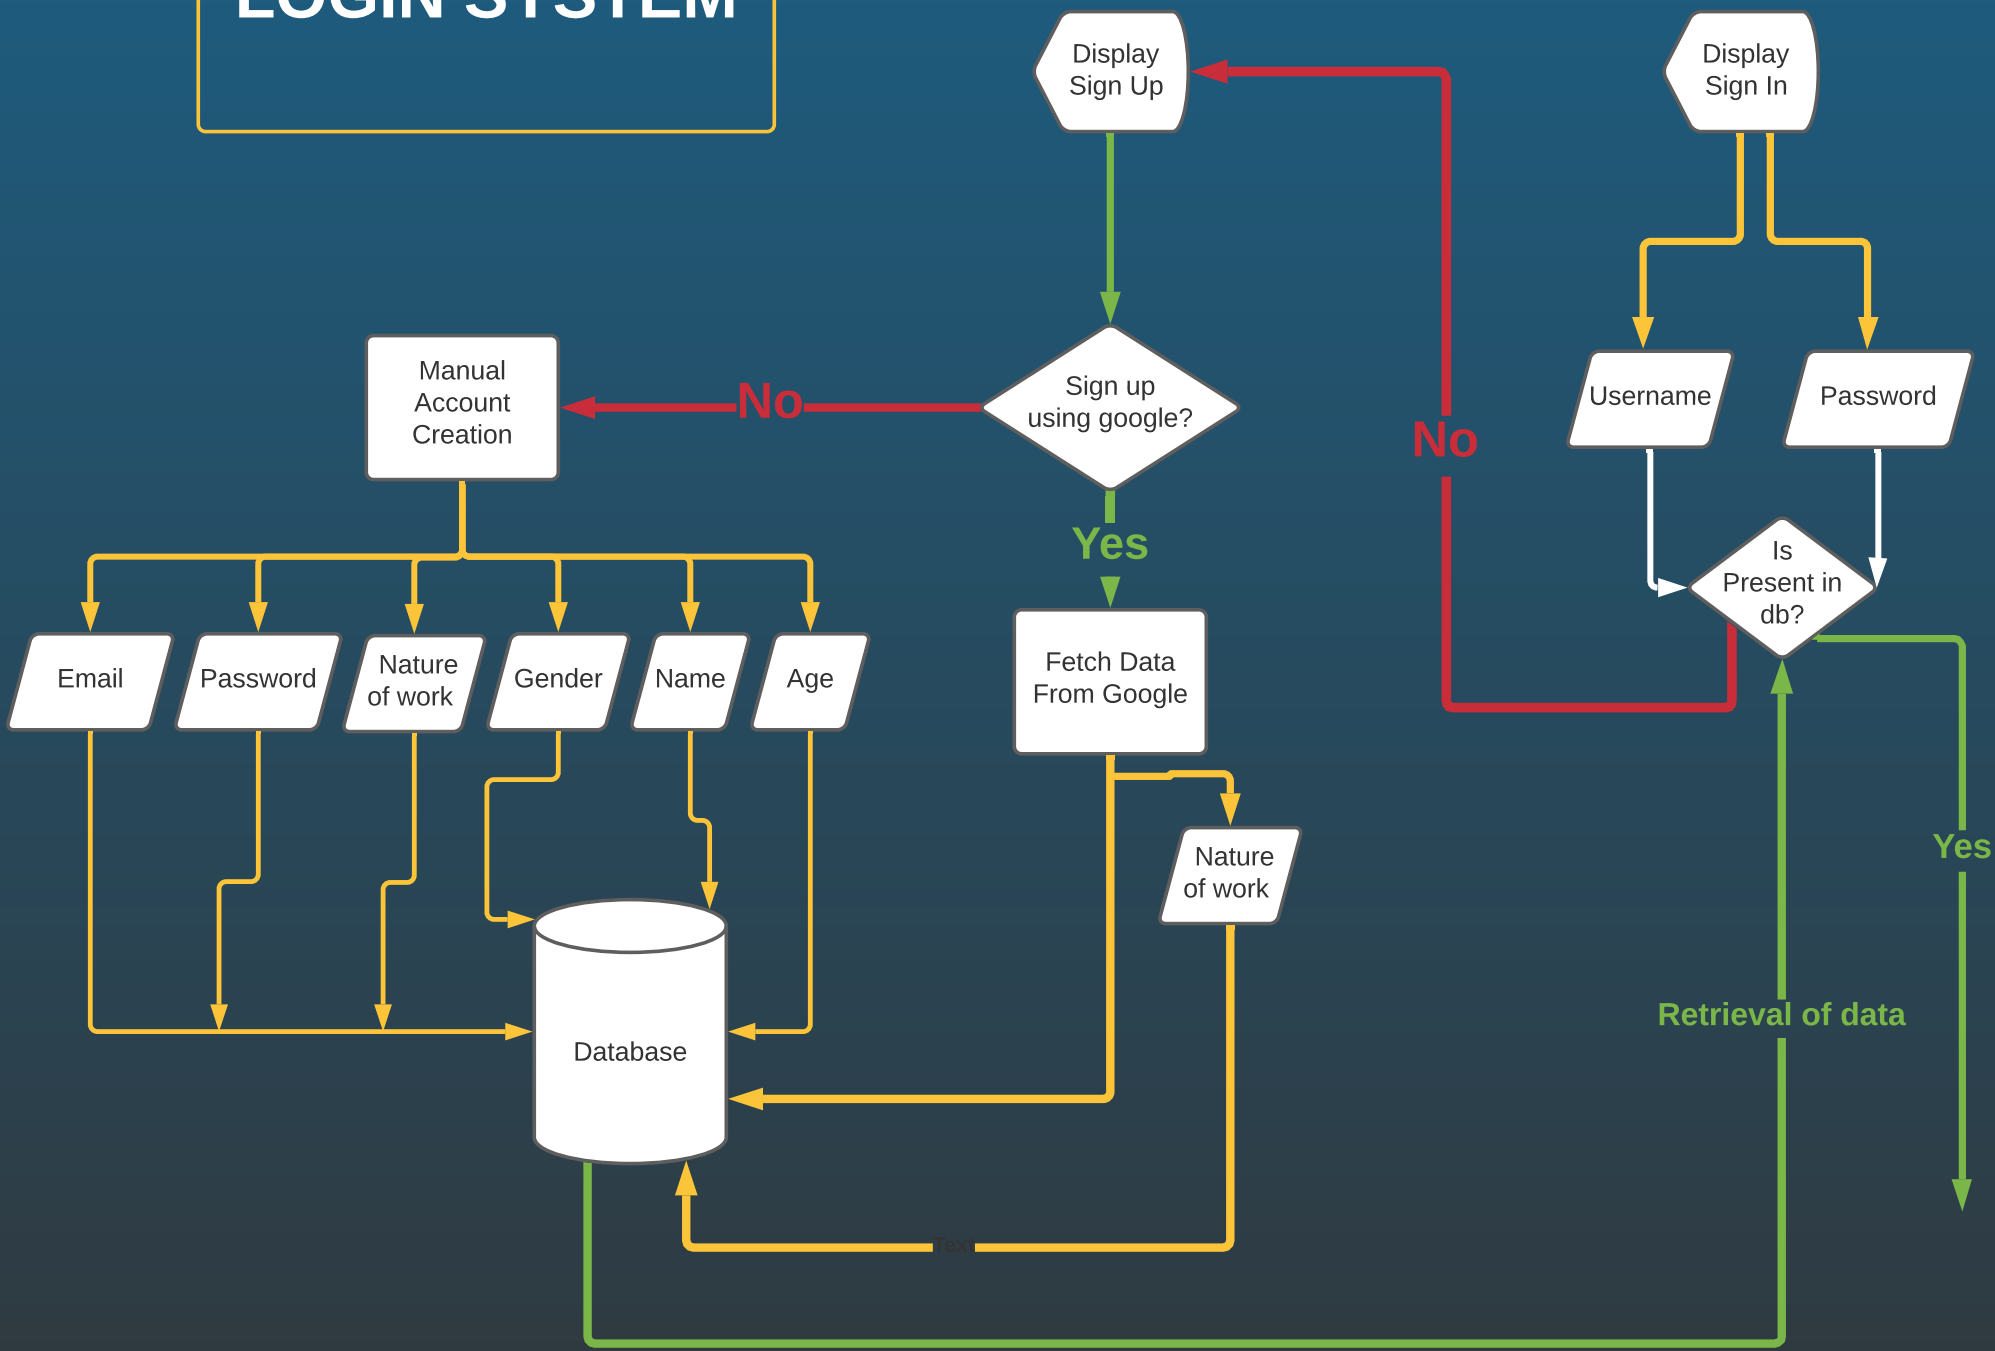 LOGIN SYSTEM
Display
Sign Up
Display
Sign In
Manual
Account
Creation
No
Sign up
using google?
No
Username
Password
Yes
Is
Present in
db?
Email
Password
Nature
of work
Gender
Name
Age
Fetch Data
From Google
Nature
of work
Yes
Retrieval of data
Database
Text